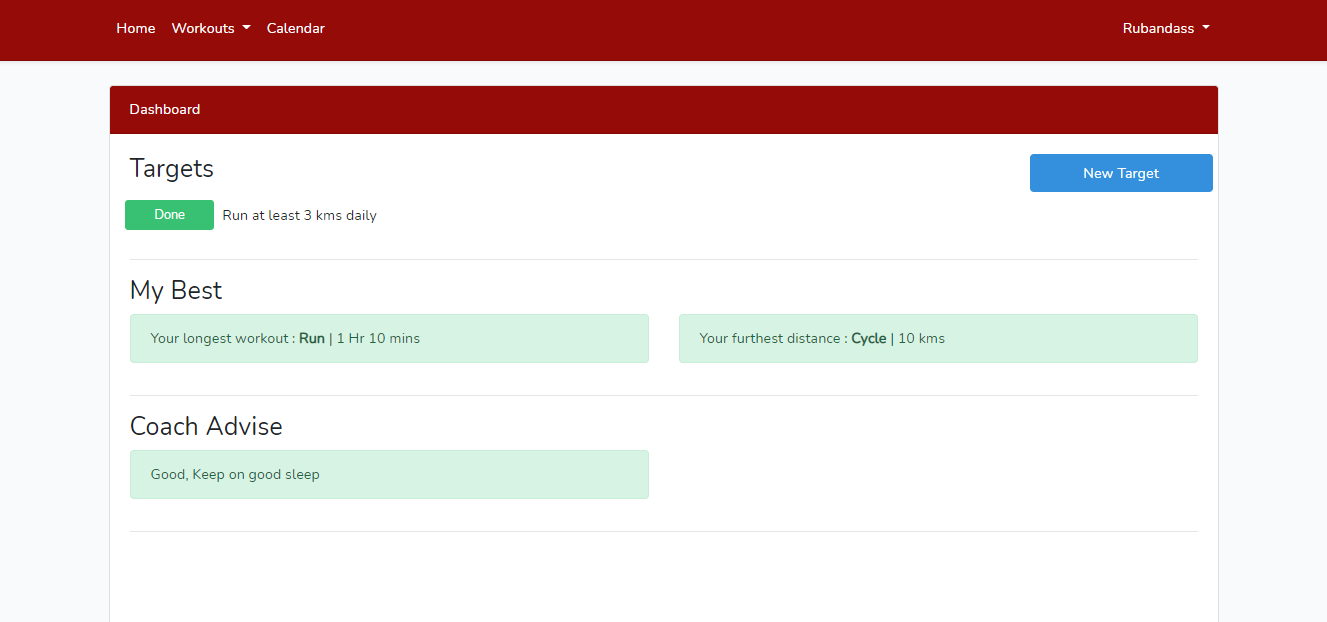 Home Workouts Calendar Rubandass
Dashboard
Targets New Target
Done Run at least 3 kms daily
My Best
Your longest workout : Run | 1 Hr 10 mins Your furthest distance : Cycle | 10 kms
Coach Advise
Good, Keep on good sleep